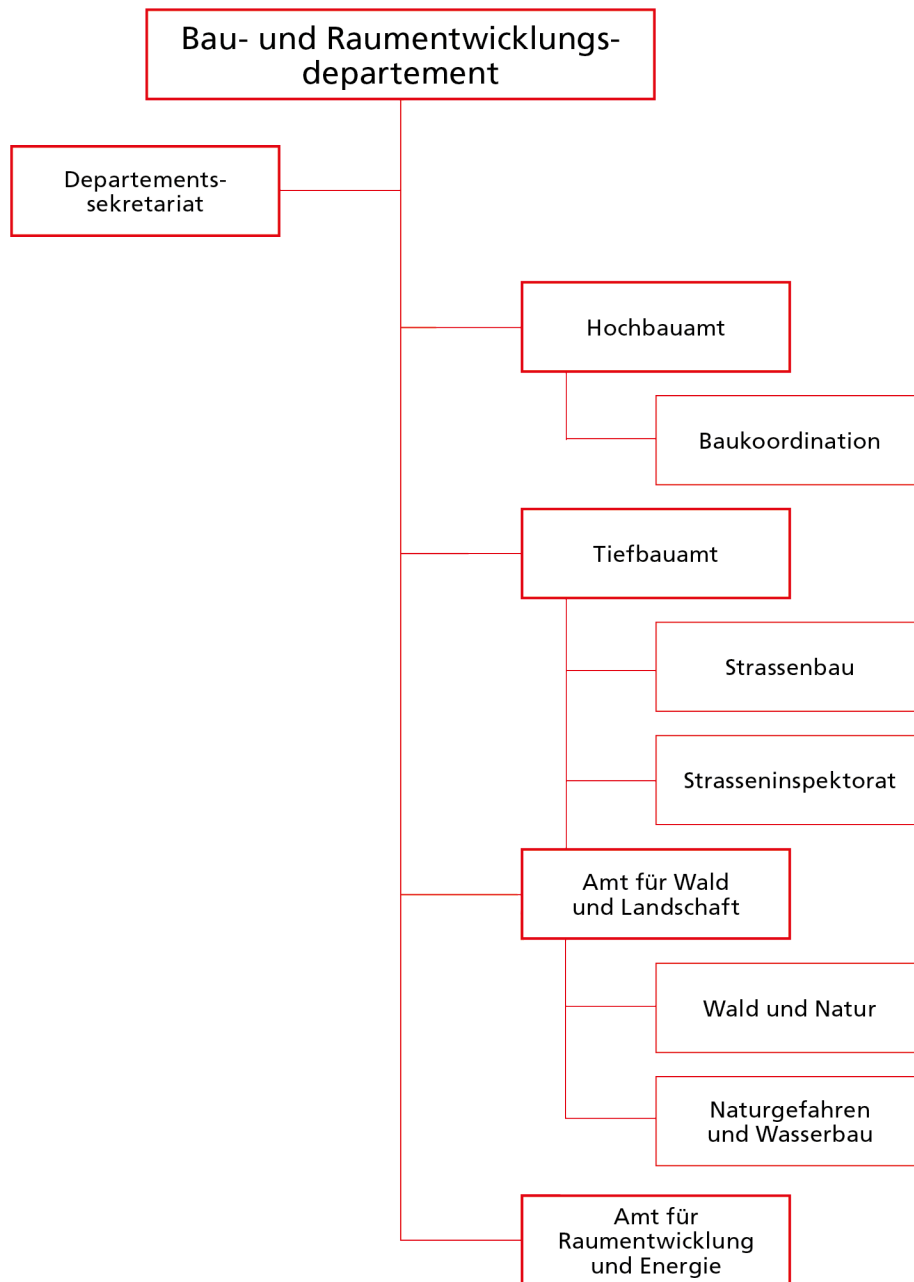 Bau- und Raumentwicklungs-
departement
Departements-
sekretariat
Hochbauamt
Baukoordination
Tiefbauamt
Strassenbau
Strasseninspektorat
Amt für Wald
und Landschaft
Wald und Natur
Naturgefahren
und Wasserbau
Amt für
Raumentwicklung
und Energie